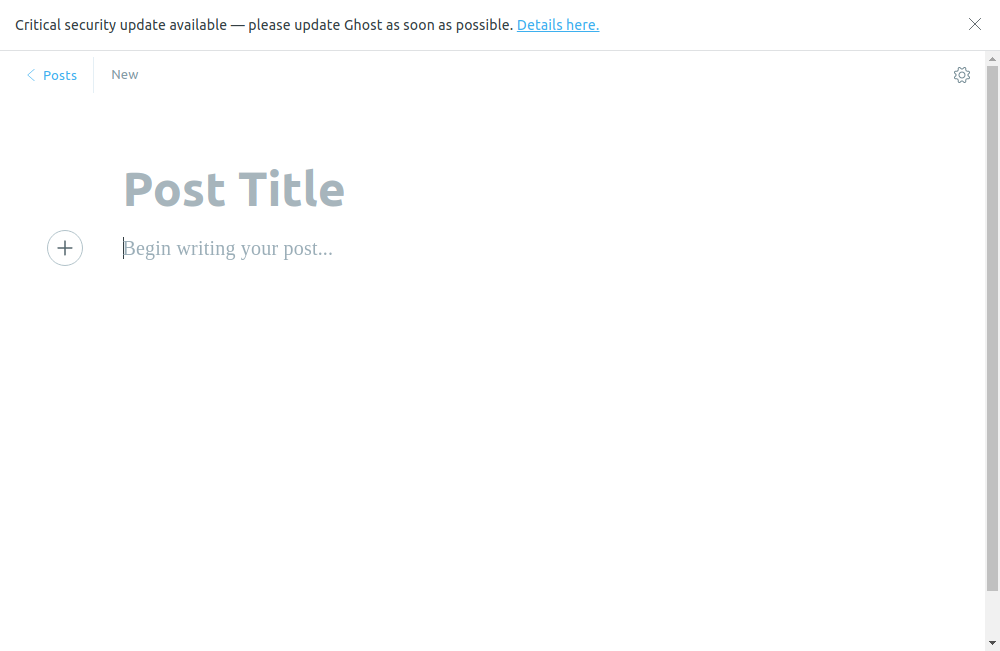 Critical security update available — please update Ghost as soon as possible. Details here.
Posts
New
Post Title
Begin writing your post...